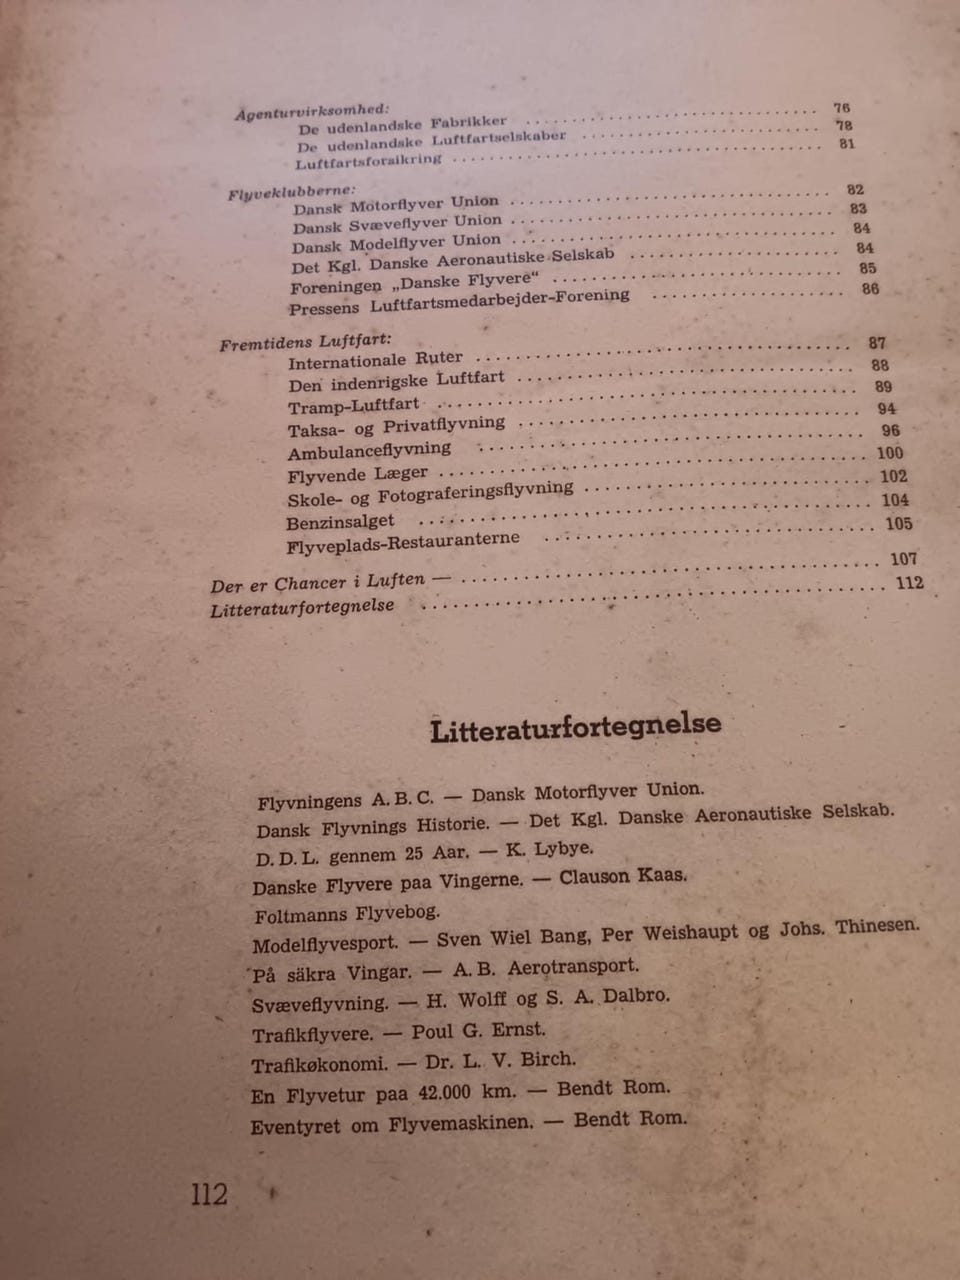 Agenturvirksomhed:
De udenlandske Fabrikker 76
De udenlandske Luftfartselskaber 78
Luftfartsforsikring 81
Flyveklubberne:
Dansk Motorflyver Union 82
Dansk Svæveflyver Union 83
Dansk Modelflyver Union 84
Det Kgl. Danske Aeronautiske Selskab 84
Foreningen „Danske Flyvere“ 85
Pressens Luftfartsmedarbejder-Forening 86
Fremtidens Luftfart:
Internationale Ruter 87
Den indenrigske Luftfart 88
Tramp-Luftfart 89
Taksa- og Privatflyvning 94
Ambulanceflyvning 96
Flyvende Læger 100
Skole- og Fotograferingsflyvning 102
Benzinsalget 104
Flyveplads-Restauranterne 105
Der er Chancer i Luften — 107
Litteraturfortegnelse 112
Litteraturfortegnelse
Flyvningens A. B. C. — Dansk Motorflyver Union.
Dansk Flyvnings Historie. — Det Kgl. Danske Aeronautiske Selskab.
D. D. L. gennem 25 Aar. — K. Lybye.
Danske Flyvere paa Vingerne. — Clauson Kaas.
Foltmanns Flyvebog.
Modelflyvesport. — Sven Wiel Bang, Per Weishaupt og Johs. Thinesen.
På säkra Vingar. — A. B. Aerotransport.
Svæveflyvning. — H. Wolff og S. A. Dalbro.
Trafikflyvere. — Poul G. Ernst.
Trafikøkonomi. — Dr. L. V. Birch.
En Flyvetur paa 42.000 km. — Bendt Rom.
Eventyret om Flyvemaskinen. — Bendt Rom.
112